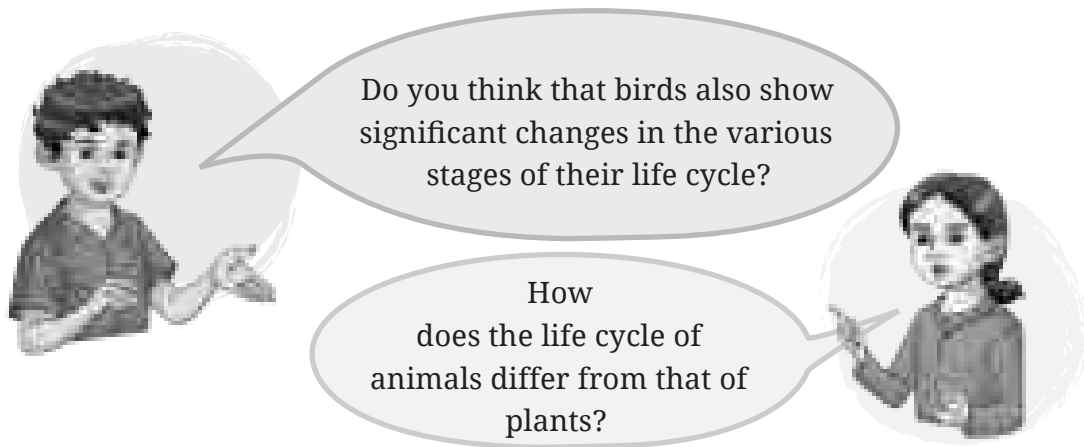 Do you think that birds also show
significant changes in the various
stages of their life cycle?
How
does the life cycle of
animals differ from that of
plants?